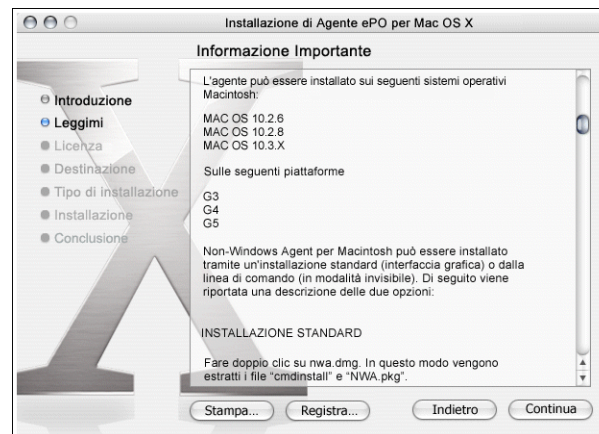 Installazione di Agente ePO per Mac OS X
Informazione Importante
Introduzione
Leggimi
Licenza
Destinazione
Tipo di installazione
Installazione
Conclusione
L'agente può essere installato sui seguenti sistemi operativi
Macintosh:
MAC OS 10.2.6
MAC OS 10.2.8
MAC OS 10.3.X
Sulle seguenti piattaforme
G3
G4
G5
Non-Windows Agent per Macintosh può essere installato
tramite un'installazione standard (interfaccia grafica) o dalla
linea di comando (in modalità invisibile). Di seguito viene
riportata una descrizione delle due opzioni:
INSTALLAZIONE STANDARD
Fare doppio clic su nwa.dmg. In questo modo vengono
estratti i file “cmdinstall” e “NWA.pkg”.
Stampa... Registra... Indietro Continua